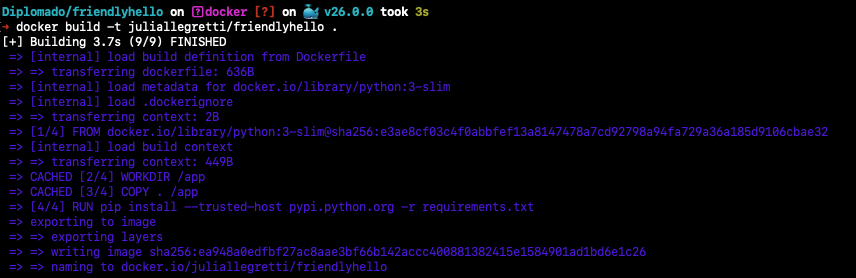 Diplomado/friendlyhello on docker [?] on 🐳 v26.0.0 took 3s
➜ docker build -t juliallegretti/friendlyhello .
[+] Building 3.7s (9/9) FINISHED
=> [internal] load build definition from Dockerfile
=> => transferring dockerfile: 636B
=> [internal] load metadata for docker.io/library/python:3-slim
=> [internal] load .dockerignore
=> => transferring context: 2B
=> [1/4] FROM docker.io/library/python:3-slim@sha256:e3ae8cf03c4f0abbfef13a8147478a7cd92798a94fa729a36a185d9106cbae32
=> [internal] load build context
=> => transferring context: 449B
=> CACHED [2/4] WORKDIR /app
=> CACHED [3/4] COPY . /app
=> [4/4] RUN pip install --trusted-host pypi.python.org -r requirements.txt
=> exporting to image
=> => exporting layers
=> => writing image sha256:ea948a0edfbf27ac8aae3bf66b142accc400881382415e1584901ad1bd6e1c26
=> => naming to docker.io/juliallegretti/friendlyhello